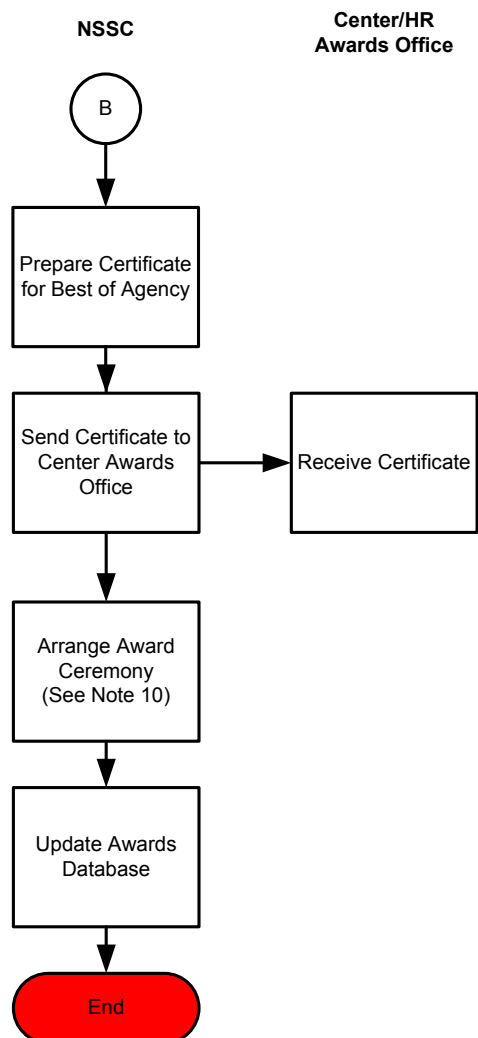 NSSC
Center/HR
Awards Office
B
Prepare Certificate
for Best of Agency
Send Certificate to
Center Awards
Office
Receive Certificate
Arrange Award
Ceremony
(See Note 10)
Update Awards
Database
End